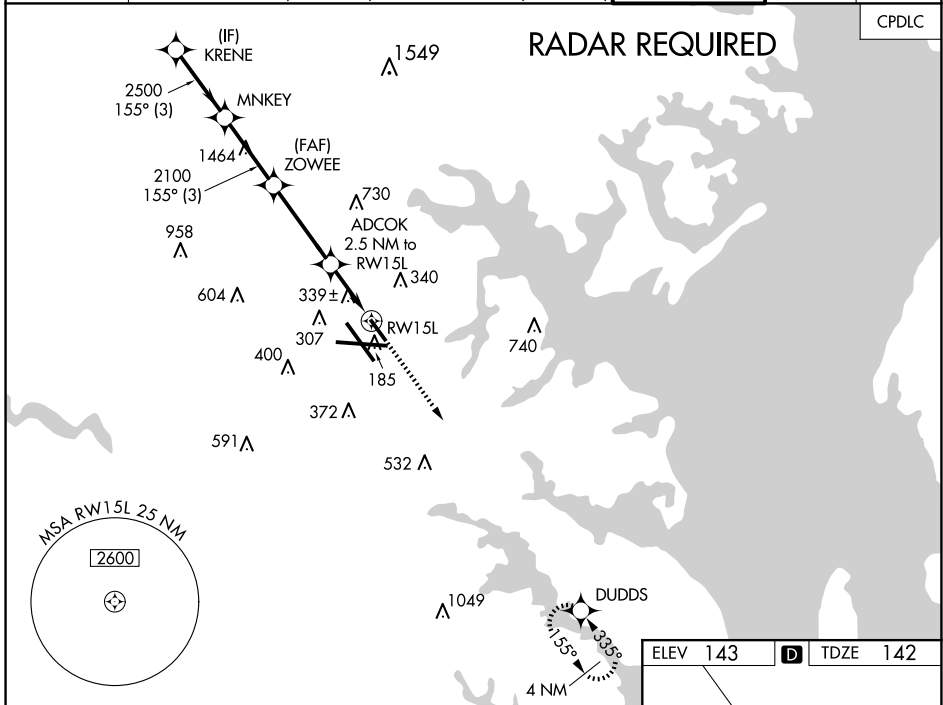 CPDLC
RADAR REQUIRED
(IF)
KRENE
1549
2500
155° (3)
MNKEY
1464
(FAF)
ZOWEE
2100
155° (3)
730
958
ADCOK
2.5 NM to
RW15L
340
604
339±
RW15L
307
740
400
185
372
591
532
MSA RW15L 25 NM
2600
1049
DUDDS
155°
335°
4 NM
ELEV 143
D
TDZE 142